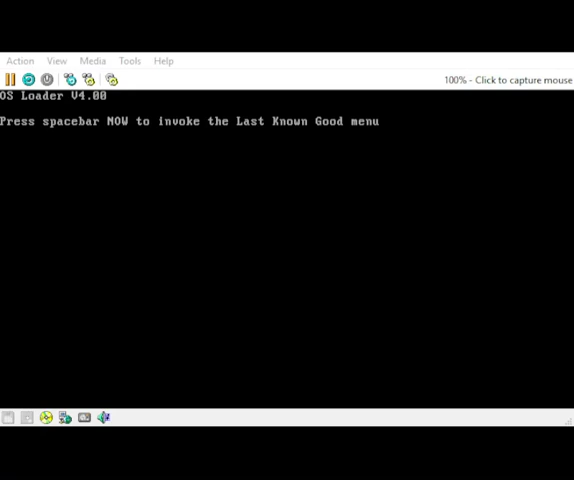 Action View Media Tools Help
100% - Click to capture mouse
OS Loader V4.00
Press spacebar NOW to invoke the Last Known Good menu